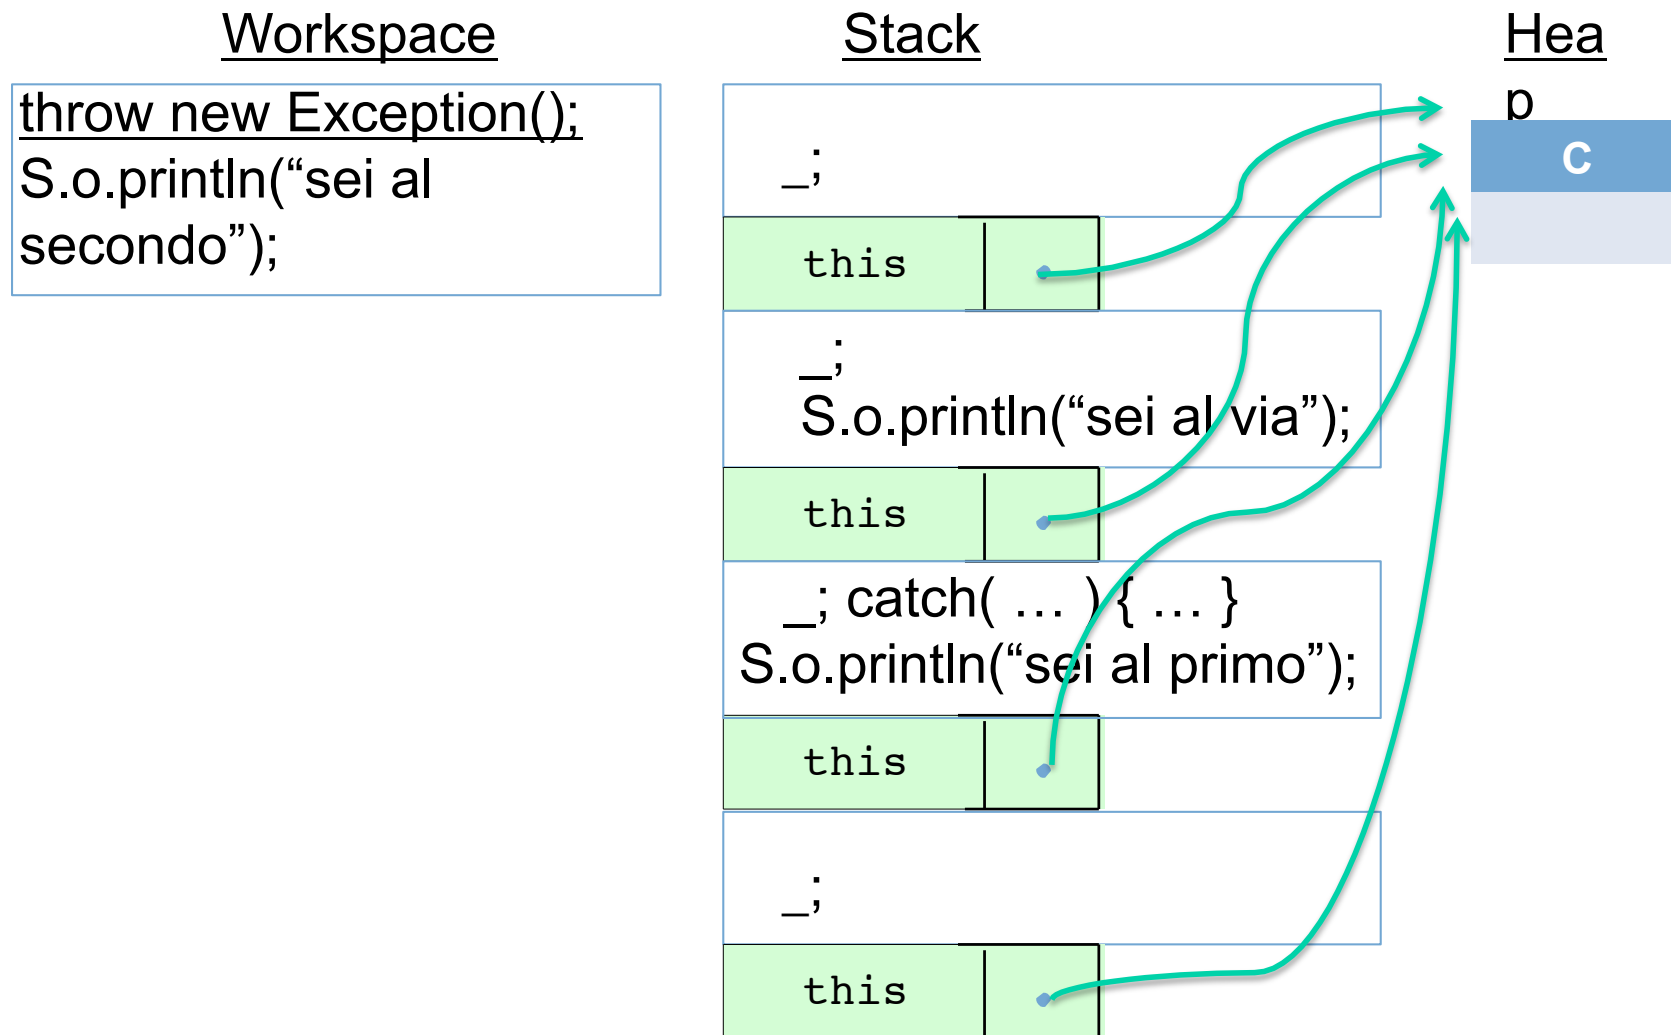 Workspace
throw new Exception();
S.o.println(“sei al
secondo”);
Stack
_;
this
_;
S.o.println(“sei al via”);
this
_; catch( … ) { … }
S.o.println(“sei al primo”);
this
_;
this
Hea
p
C